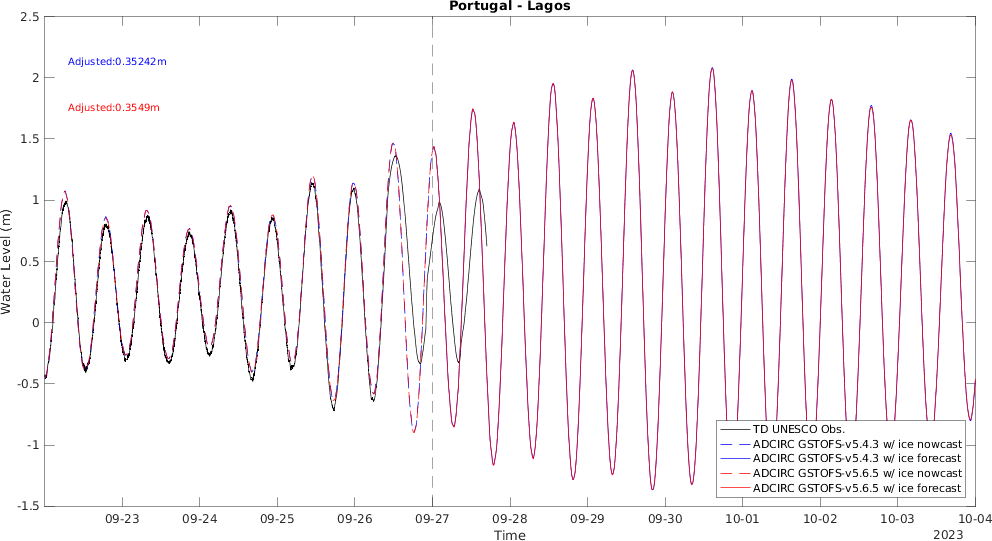 Portugal - Lagos
2.5
2
1.5
1
0.5
0
-0.5
-1
-1.5
Water Level (m)
Adjusted:0.35242m
Adjusted:0.3549m
TD UNESCO Obs.
ADCIRC GSTOFS-v5.4.3 w/ ice nowcast
ADCIRC GSTOFS-v5.4.3 w/ ice forecast
ADCIRC GSTOFS-v5.6.5 w/ ice nowcast
ADCIRC GSTOFS-v5.6.5 w/ ice forecast
09-23 09-24 09-25 09-26 09-27 09-28 09-29 09-30 10-01 10-02 10-03 10-04
Time 2023